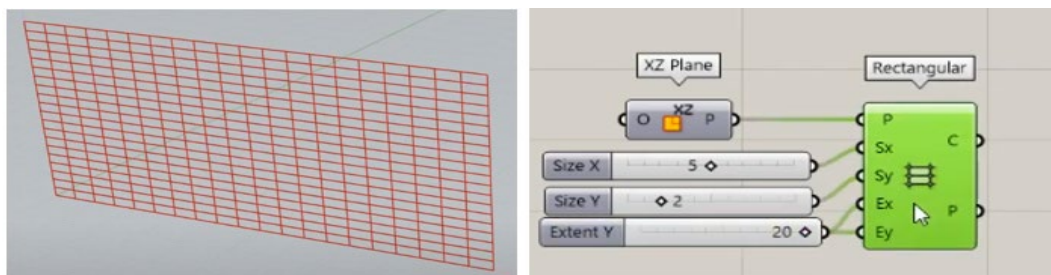 XZ Plane
Rectangular
O XZ P
P
Sx
Sy
Ex
Ey
C
P
Size X 5
Size Y 2
Extent Y 20